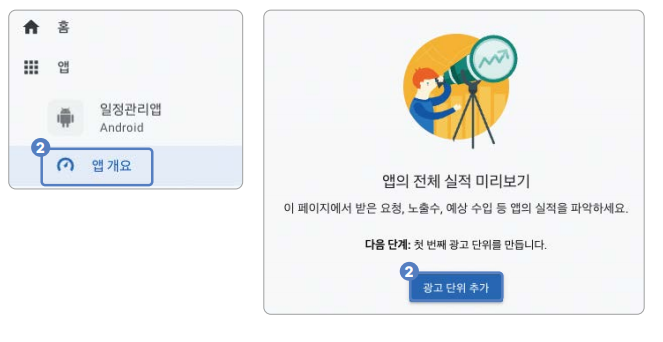 홈
앱
일정관리앱
Android
2
앱 개요
앱의 전체 실적 미리보기
이 페이지에서 받은 요청, 노출수, 예상 수입 등 앱의 실적을 파악하세요.
다음 단계: 첫 번째 광고 단위를 만듭니다.
2
광고 단위 추가